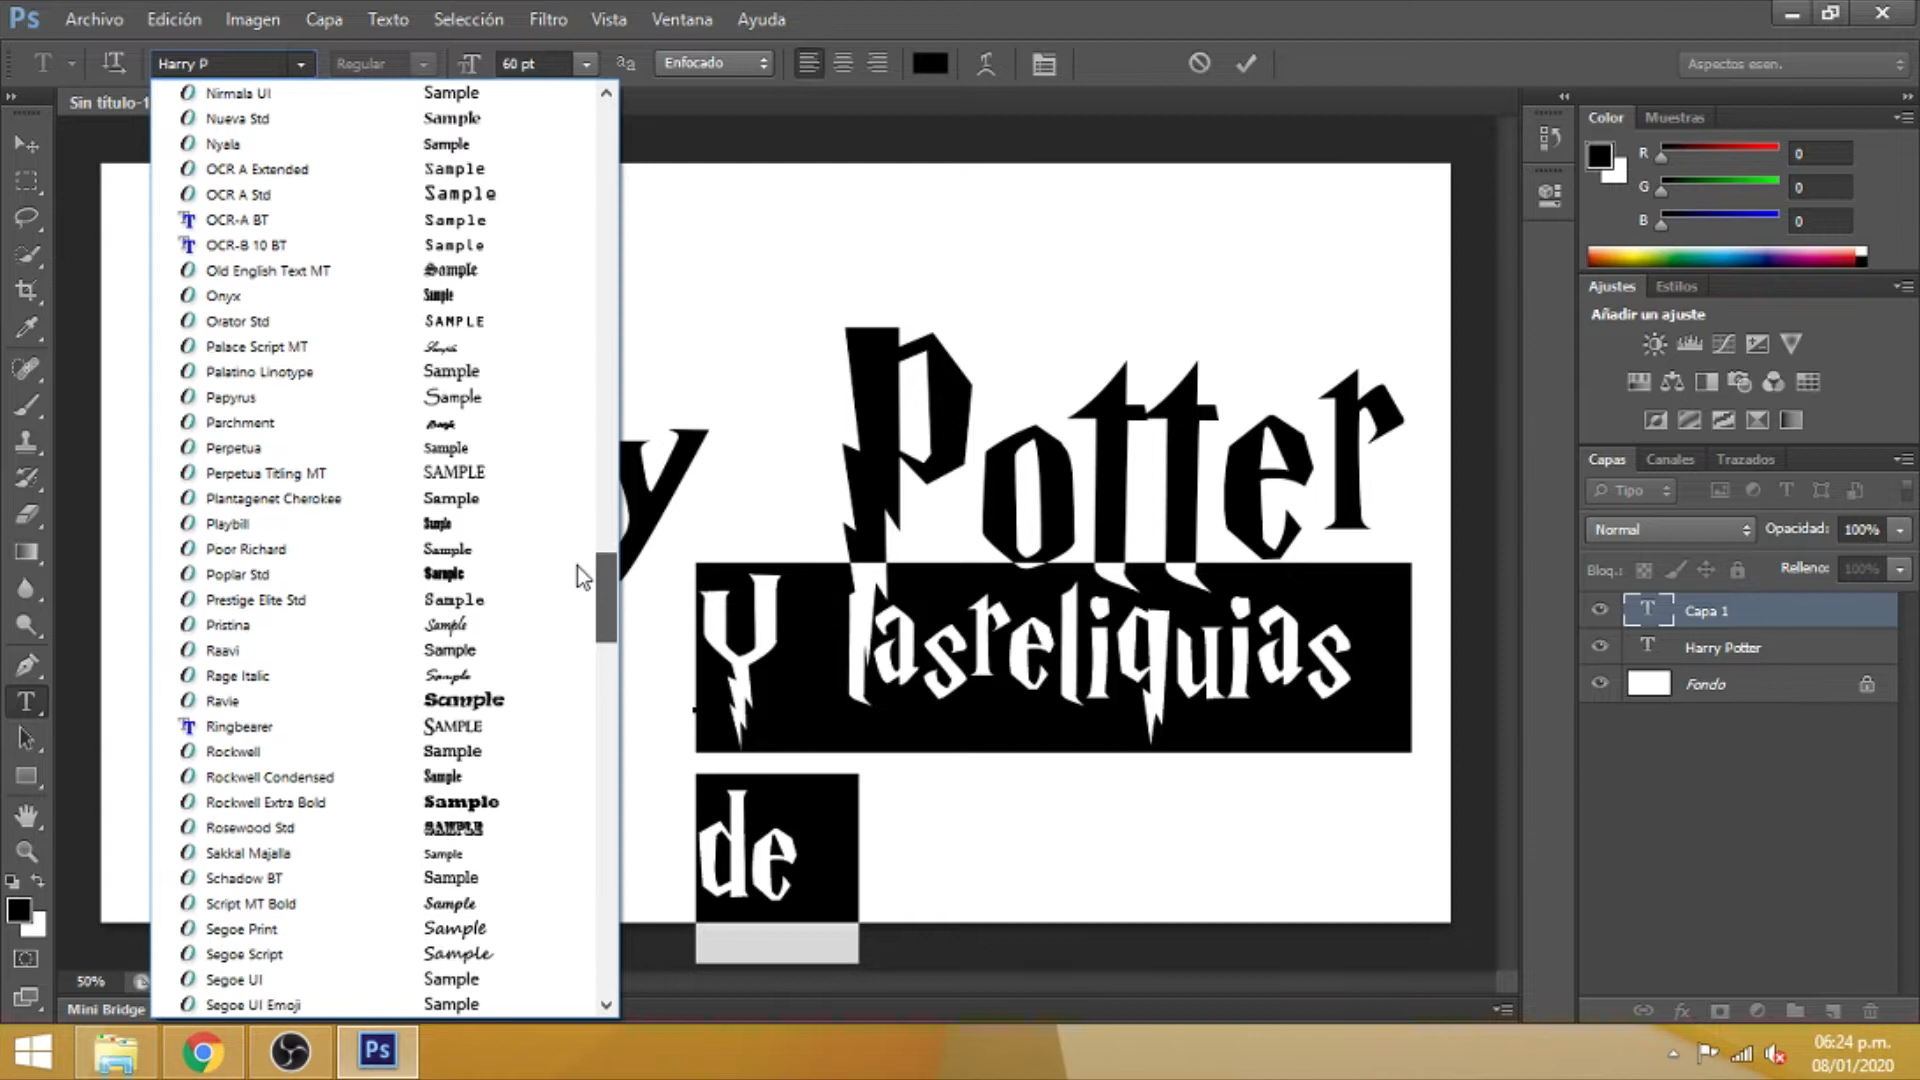 Ps Archivo Edición Imagen Capa Texto Selección Filtro Vista Ventana Ayuda
Harry P Regular 60 pt aa Enfocado Aspectos esen.
Sin título-1
Nirmala UI Sample
Nueva Std Sample
Nyala Sample
OCR A Extended Sample
OCR A Std Sample
OCR-A BT Sample
OCR-B 10 BT Sample
Old English Text MT Sample
Onyx Sample
Orator Std SAMPLE
Palace Script MT Sample
Palatino Linotype Sample
Papyrus Sample
Parchment
Perpetua Sample
Perpetua Titling MT SAMPLE
Plantagenet Cherokee Sample
Playbill Sample
Poor Richard Sample
Poplar Std Sample
Prestige Elite Std Sample
Pristina Sample
Raavi Sample
Rage Italic Sample
Ravie Sample
Ringbearer SAMPLE
Rockwell Sample
Rockwell Condensed Sample
Rockwell Extra Bold Sample
Rosewood Std SAMPLE
Sakkal Majalla Sample
Schadow BT Sample
Script MT Bold Sample
Segoe Print Sample
Segoe Script Sample
Segoe UI Sample
Segoe UI Emoji Sample
y Potter
Y lasreliquias
de
Color Muestras
R 0
G 0
B 0
Ajustes Estilos
Añadir un ajuste
Capas Canales Trazados
Tipo
Normal Opacidad: 100%
Bloq.: Relleno: 100%
T Capa 1
T Harry Potter
Fondo
fx
50%
Mini Bridge
Ps
06:24 p.m.
08/01/2020